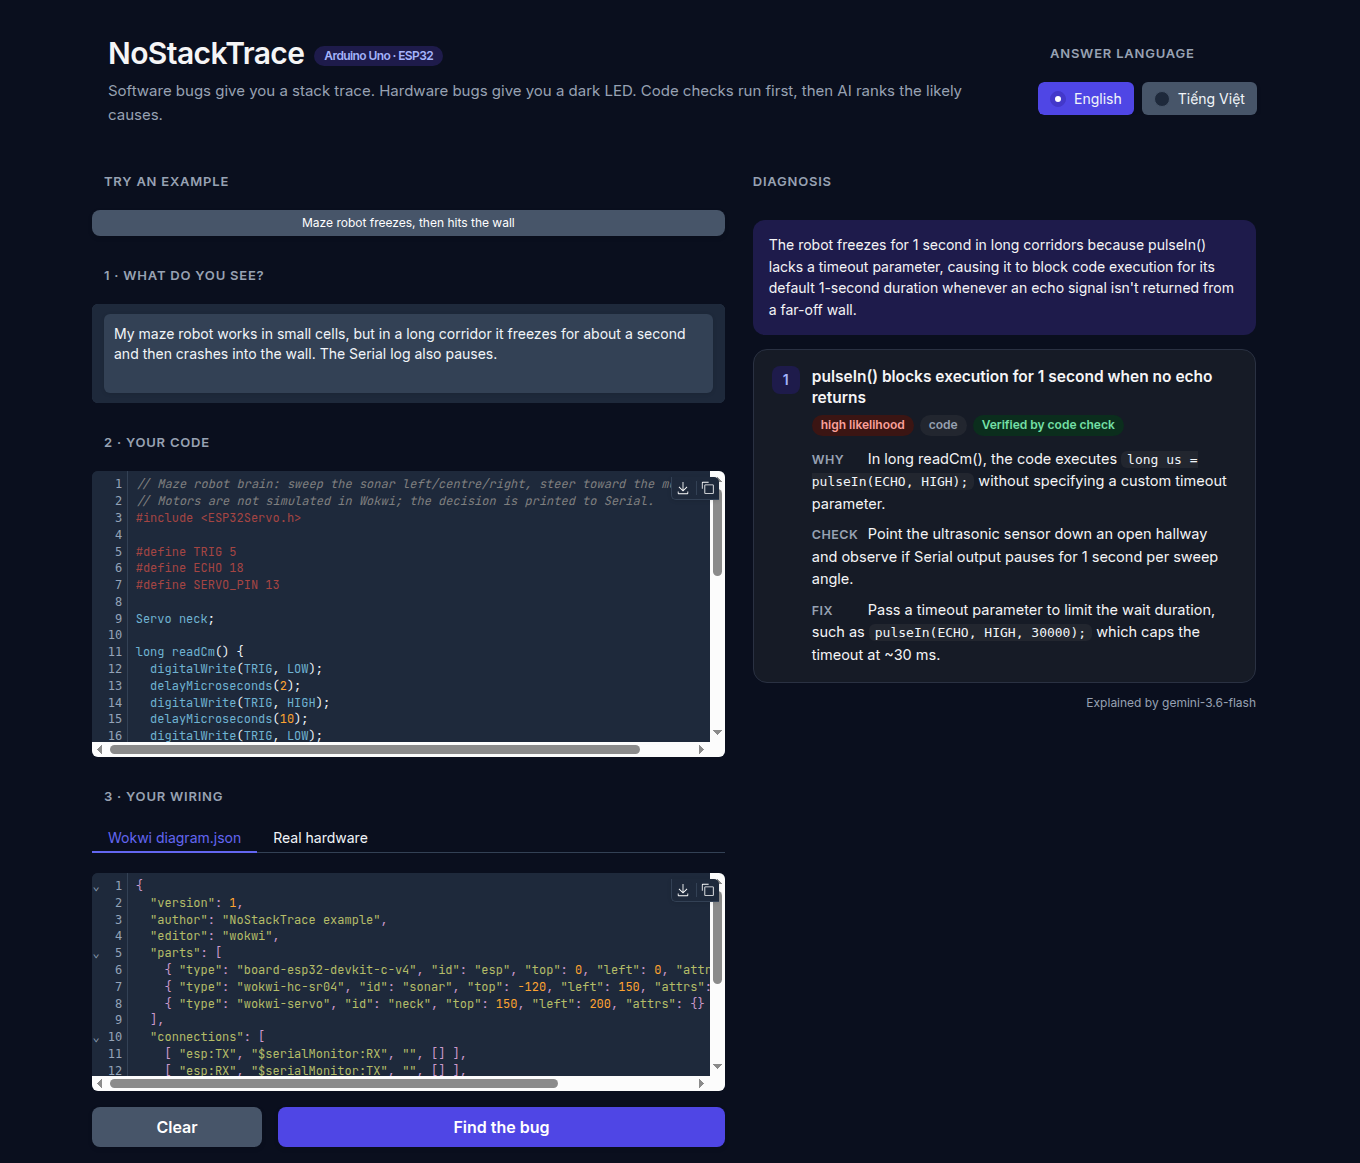 NoStackTrace
Arduino Uno · ESP32
Software bugs give you a stack trace. Hardware bugs give you a dark LED. Code checks run first, then AI ranks the likely
causes.
ANSWER LANGUAGE
English
Tiếng Việt
TRY AN EXAMPLE
Maze robot freezes, then hits the wall
1 · WHAT DO YOU SEE?
My maze robot works in small cells, but in a long corridor it freezes for about a second
and then crashes into the wall. The Serial log also pauses.
2 · YOUR CODE
1 // Maze robot brain: sweep the sonar left/centre/right, steer toward the
2 // Motors are not simulated in Wokwi; the decision is printed to Serial.
3 #include <ESP32Servo.h>
4
5 #define TRIG 5
6 #define ECHO 18
7 #define SERVO_PIN 13
8
9 Servo neck;
10
11 long readCm() {
12 digitalWrite(TRIG, LOW);
13 delayMicroseconds(2);
14 digitalWrite(TRIG, HIGH);
15 delayMicroseconds(10);
16 digitalWrite(TRIG, LOW);
3 · YOUR WIRING
Wokwi diagram.json
Real hardware
1 {
2 "version": 1,
3 "author": "NoStackTrace example",
4 "editor": "wokwi",
5 "parts": [
6 { "type": "board-esp32-devkit-c-v4", "id": "esp", "top": 0, "left": 0, "attr
7 { "type": "wokwi-hc-sr04", "id": "sonar", "top": -120, "left": 150, "attrs":
8 { "type": "wokwi-servo", "id": "neck", "top": 150, "left": 200, "attrs": {}
9 ],
10 "connections": [
11 [ "esp:TX", "$serialMonitor:RX", "", [] ],
12 [ "esp:RX", "$serialMonitor:TX", "", [] ],
Clear
Find the bug
DIAGNOSIS
The robot freezes for 1 second in long corridors because pulseIn()
lacks a timeout parameter, causing it to block code execution for its
default 1-second duration whenever an echo signal isn't returned from
a far-off wall.
1
pulseIn() blocks execution for 1 second when no echo
returns
high likelihood
code
Verified by code check
WHY In long readCm(), the code executes long us =
pulseIn(ECHO, HIGH); without specifying a custom timeout
parameter.
CHECK Point the ultrasonic sensor down an open hallway
and observe if Serial output pauses for 1 second per sweep
angle.
FIX Pass a timeout parameter to limit the wait duration,
such as pulseIn(ECHO, HIGH, 30000); which caps the
timeout at ~30 ms.
Explained by gemini-3.6-flash